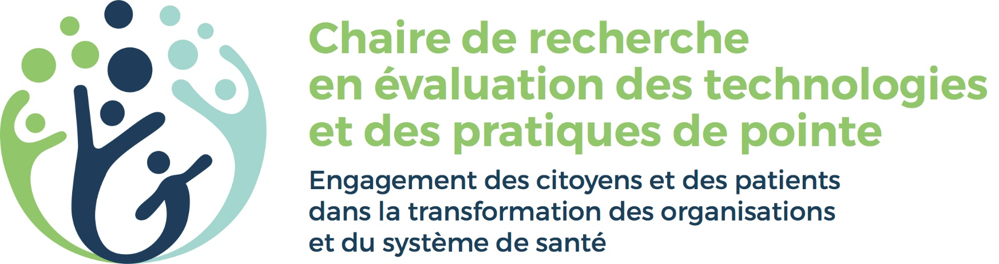 Chaire de recherche
en évaluation des technologies
et des pratiques de pointe
Engagement des citoyens et des patients
dans la transformation des organisations
et du système de santé